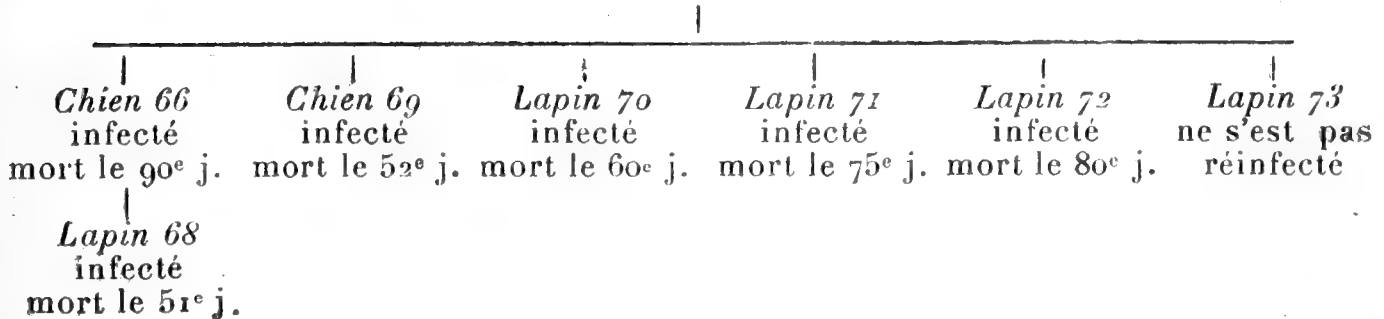 Chien 66
infecté
mort le 90e j.
Chien 69
infecté
mort le 52e j.
Lapin 70
infecté
mort le 60e j.
Lapin 71
infecté
mort le 75e j.
Lapin 72
infecté
mort le 80e j.
Lapin 73
ne s'est pas
réinfecté
Lapin 68
infecté
mort le 51e j.